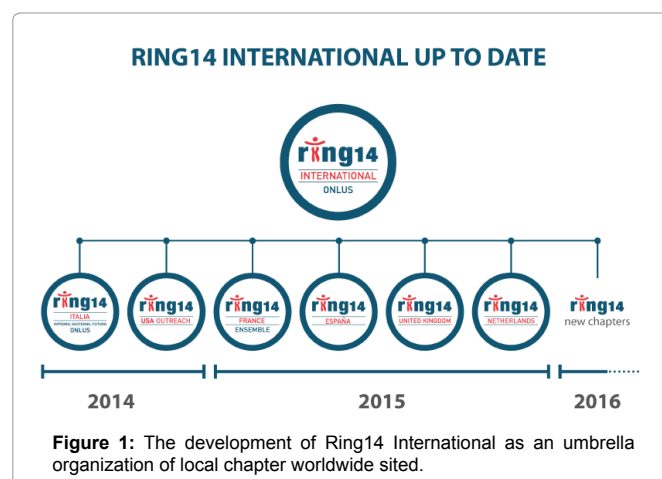 RING14 INTERNATIONAL UP TO DATE
ring14
INTERNATIONAL
ONLUS
ring14
ITALIA
ONLUS
ring14
USA OUTREACH
ring14
FRANCE
ENSEMBLE
ring14
ESPAÑA
ring14
UNITED KINGDOM
ring14
NETHERLANDS
ring14
new chapters
2014
2015
2016
Figure 1: The development of Ring14 International as an umbrella
organization of local chapter worldwide sited.